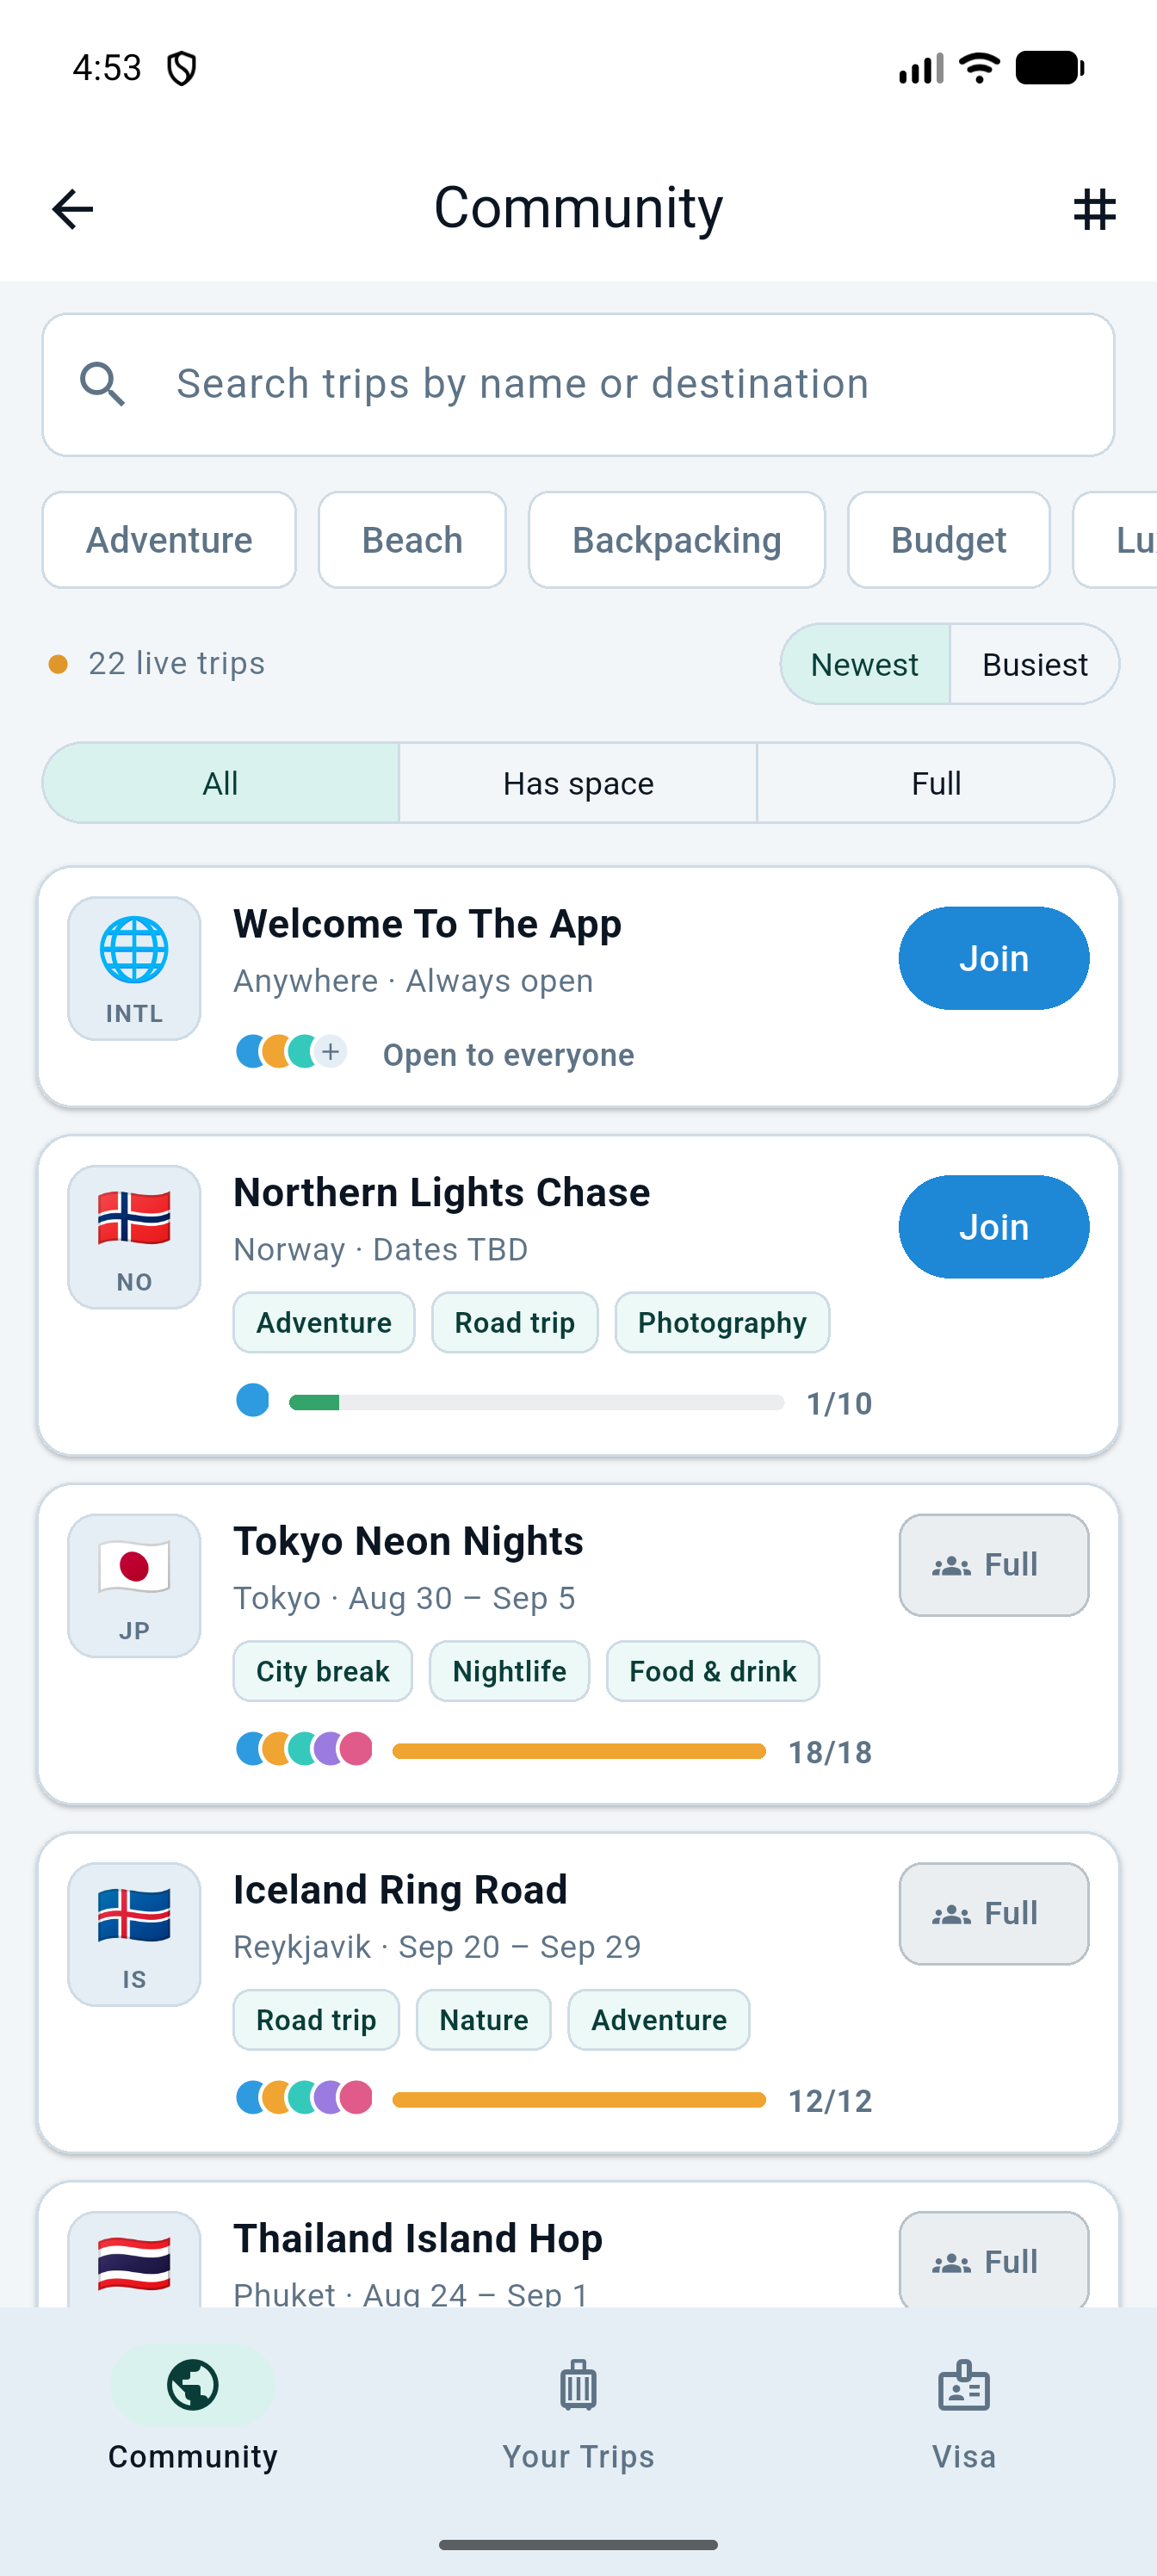 4:53
Community
Search trips by name or destination
Adventure
Beach
Backpacking
Budget
22 live trips
Newest
Busiest
All
Has space
Full
INTL
Welcome To The App
Anywhere · Always open
+
Open to everyone
Join
NO
Northern Lights Chase
Norway · Dates TBD
Adventure
Road trip
Photography
1/10
Join
JP
Tokyo Neon Nights
Tokyo · Aug 30 – Sep 5
City break
Nightlife
Food & drink
18/18
Full
IS
Iceland Ring Road
Reykjavik · Sep 20 – Sep 29
Road trip
Nature
Adventure
12/12
Full
Thailand Island Hop
Phuket · Aug 24 – Sep 1
Full
Community
Your Trips
Visa